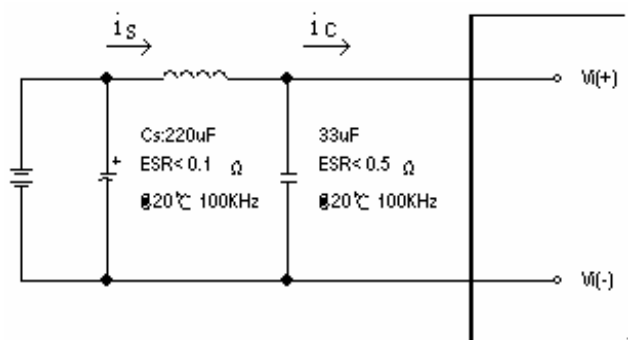 iS
iC
Vi(+)
Cs:220uF
ESR< 0.1 Ω
@20℃ 100KHz
33uF
ESR< 0.5 Ω
@20℃ 100KHz
+
Vi(-)